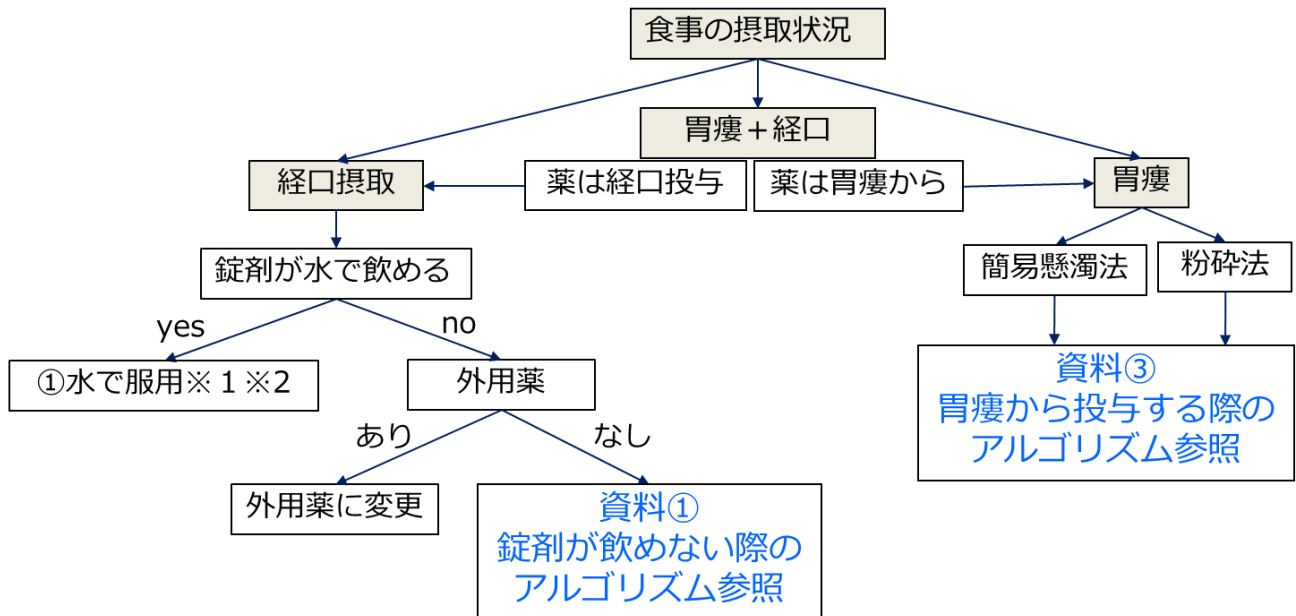 食事の摂取状況
胃瘻＋経口
経口摂取
薬は経口投与
薬は胃瘻から
胃瘻
錠剤が水で飲める
簡易懸濁法
粉砕法
yes
no
①水で服用※１※2
外用薬
資料③
胃瘻から投与する際の
アルゴリズム参照
あり
なし
外用薬に変更
資料①
錠剤が飲めない際の
アルゴリズム参照